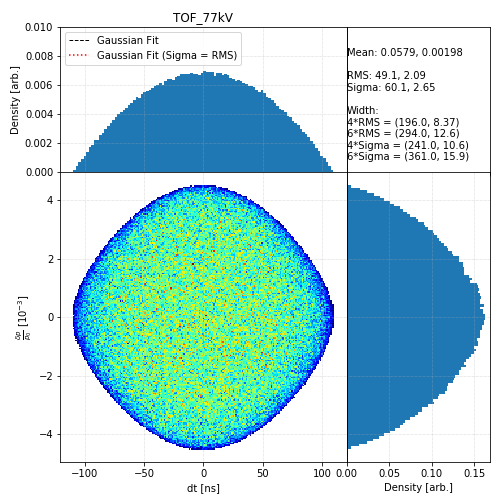 TOF_77kV
0.010
0.008
0.006
0.004
0.002
0.000
Density [arb.]
Gaussian Fit
Gaussian Fit (Sigma = RMS)
Mean: 0.0579, 0.00198
RMS: 49.1, 2.09
Sigma: 60.1, 2.65
Width:
4*RMS = (196.0, 8.37)
6*RMS = (294.0, 12.6)
4*Sigma = (241.0, 10.6)
6*Sigma = (361.0, 15.9)
4
2
0
−2
−4
δp/p₀ [10⁻³]
−100 −50 0 50 100
dt [ns]
0.00 0.05 0.10 0.15
Density [arb.]